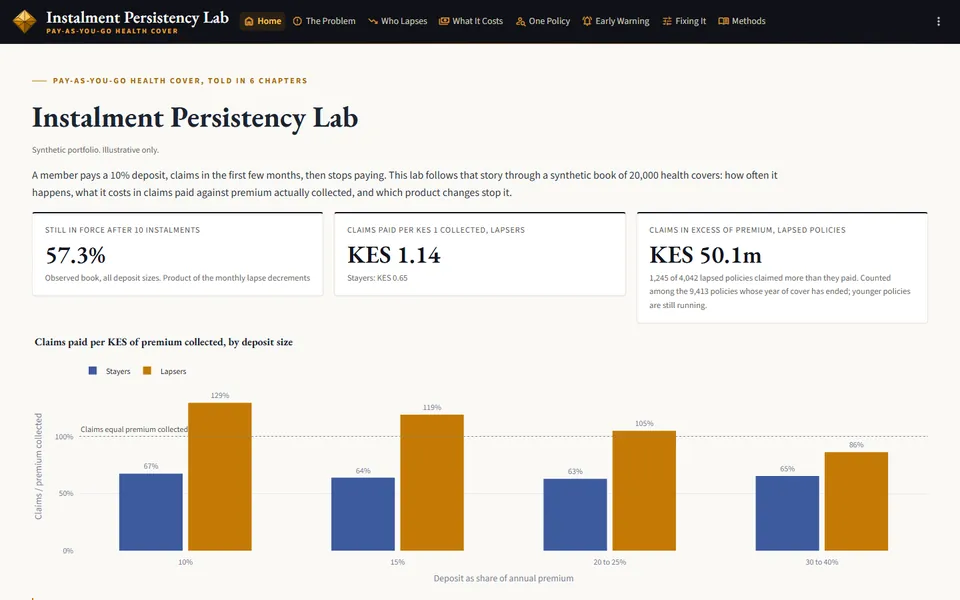 Instalment Persistency Lab
PAY-AS-YOU-GO HEALTH COVER
Home
The Problem
Who Lapses
What It Costs
One Policy
Early Warning
Fixing It
Methods
PAY-AS-YOU-GO HEALTH COVER, TOLD IN 6 CHAPTERS
Instalment Persistency Lab
Synthetic portfolio. Illustrative only.
A member pays a 10% deposit, claims in the first few months, then stops paying. This lab follows that story through a synthetic book of 20,000 health covers: how often it
happens, what it costs in claims paid against premium actually collected, and which product changes stop it.
STILL IN FORCE AFTER 10 INSTALMENTS
57.3%
Observed book, all deposit sizes. Product of the monthly lapse decrements
CLAIMS PAID PER KES 1 COLLECTED, LAPSERS
KES 1.14
Stayers: KES 0.65
CLAIMS IN EXCESS OF PREMIUM, LAPSED POLICIES
KES 50.1m
1,245 of 4,042 lapsed policies claimed more than they paid. Counted
among the 9,413 policies whose year of cover has ended; younger policies
are still running.
Claims paid per KES of premium collected, by deposit size
Stayers
Lapsers
Claims / premium collected
100%
50%
0%
Claims equal premium collected
67%
129%
64%
119%
63%
105%
65%
86%
10%
15%
20 to 25%
30 to 40%
Deposit as share of annual premium